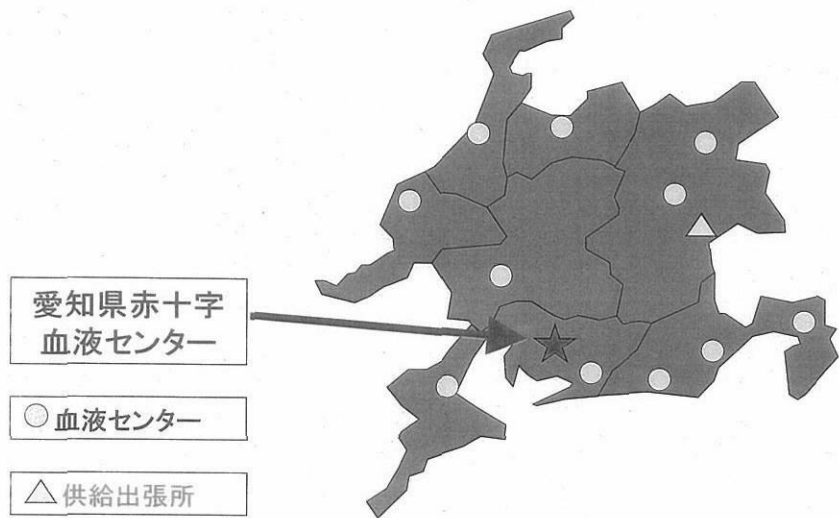 愛知県赤十字
血液センター
血液センター
供給出張所